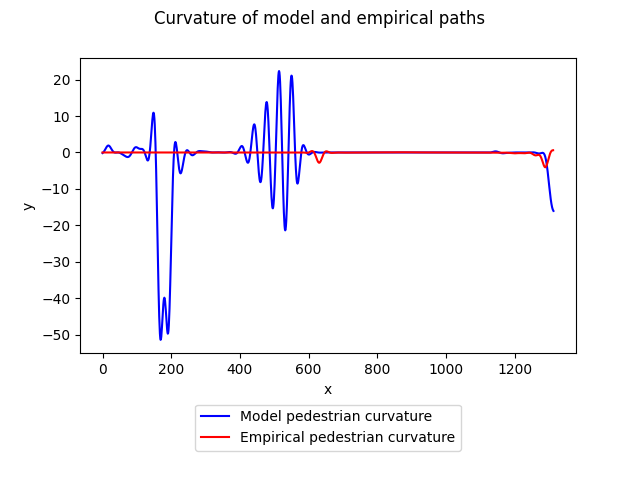 Curvature of model and empirical paths
20
10
0
−10
−20
−30
−40
−50
y
0 200 400 600 800 1000 1200
x
Model pedestrian curvature
Empirical pedestrian curvature